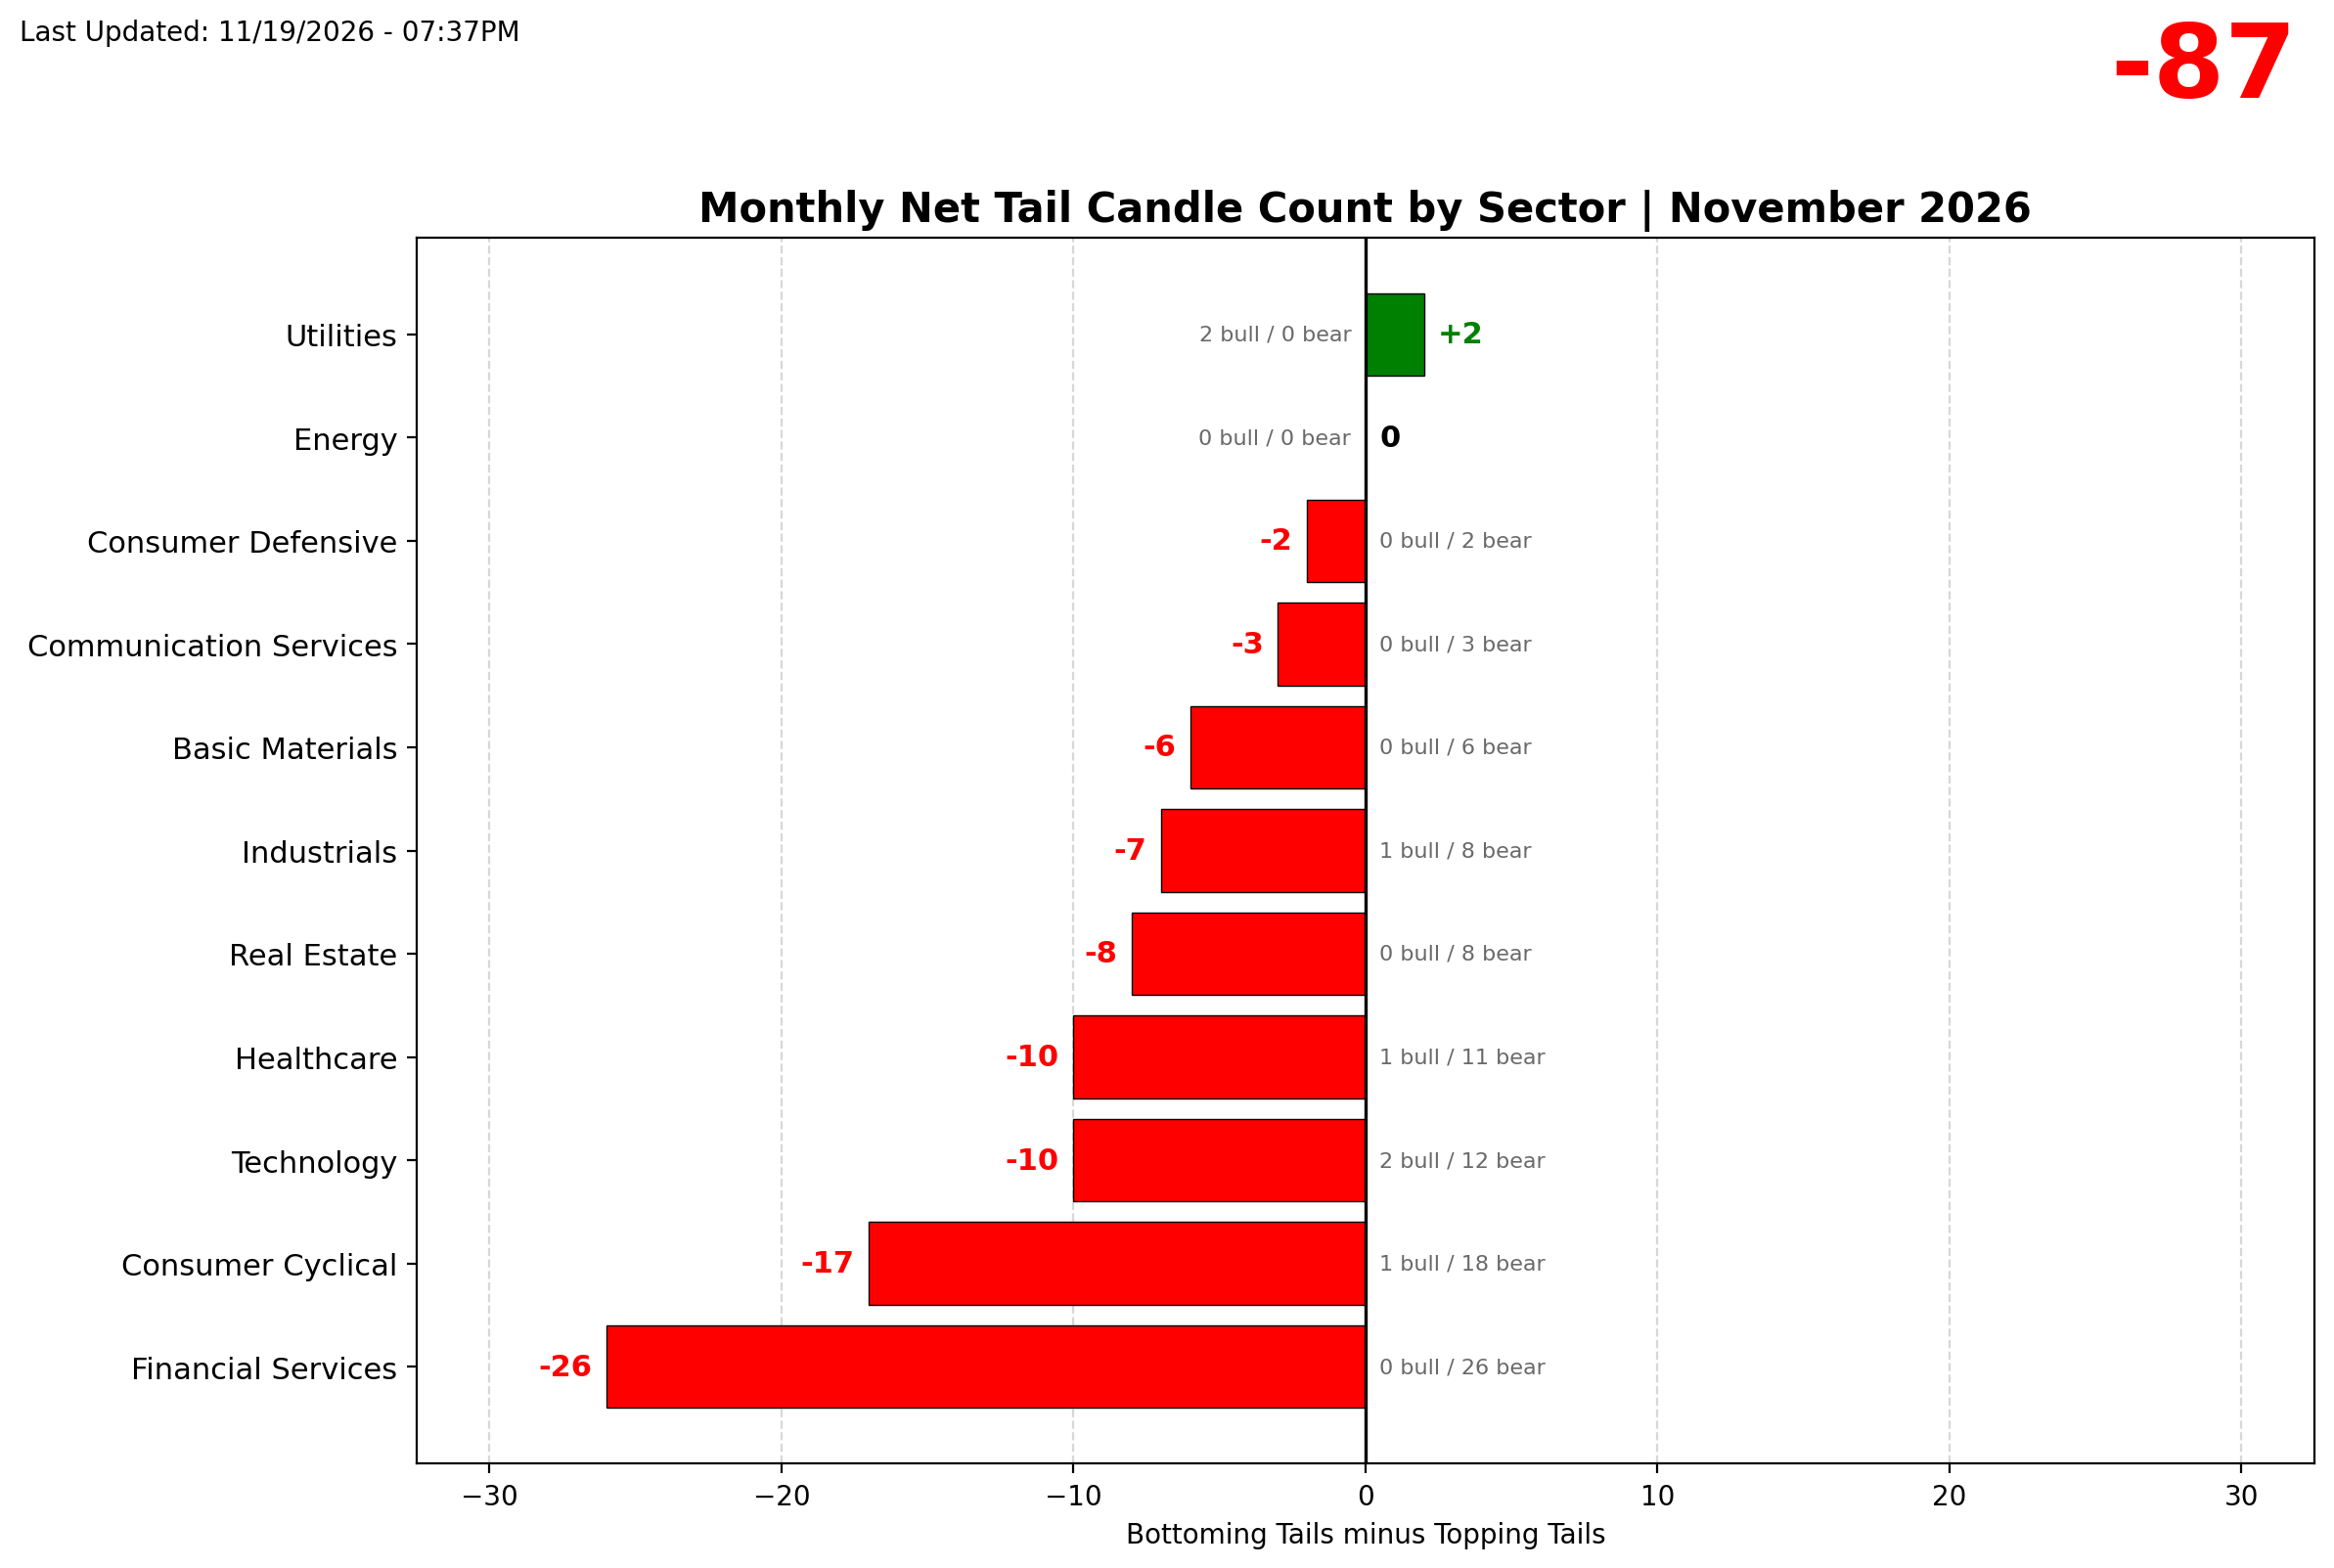 Last Updated: 11/19/2026 - 07:37PM
-87
Monthly Net Tail Candle Count by Sector | November 2026
Utilities 2 bull / 0 bear +2
Energy 0 bull / 0 bear 0
Consumer Defensive -2 0 bull / 2 bear
Communication Services -3 0 bull / 3 bear
Basic Materials -6 0 bull / 6 bear
Industrials -7 1 bull / 8 bear
Real Estate -8 0 bull / 8 bear
Healthcare -10 1 bull / 11 bear
Technology -10 2 bull / 12 bear
Consumer Cyclical -17 1 bull / 18 bear
Financial Services -26 0 bull / 26 bear
−30 −20 −10 0 10 20 30
Bottoming Tails minus Topping Tails